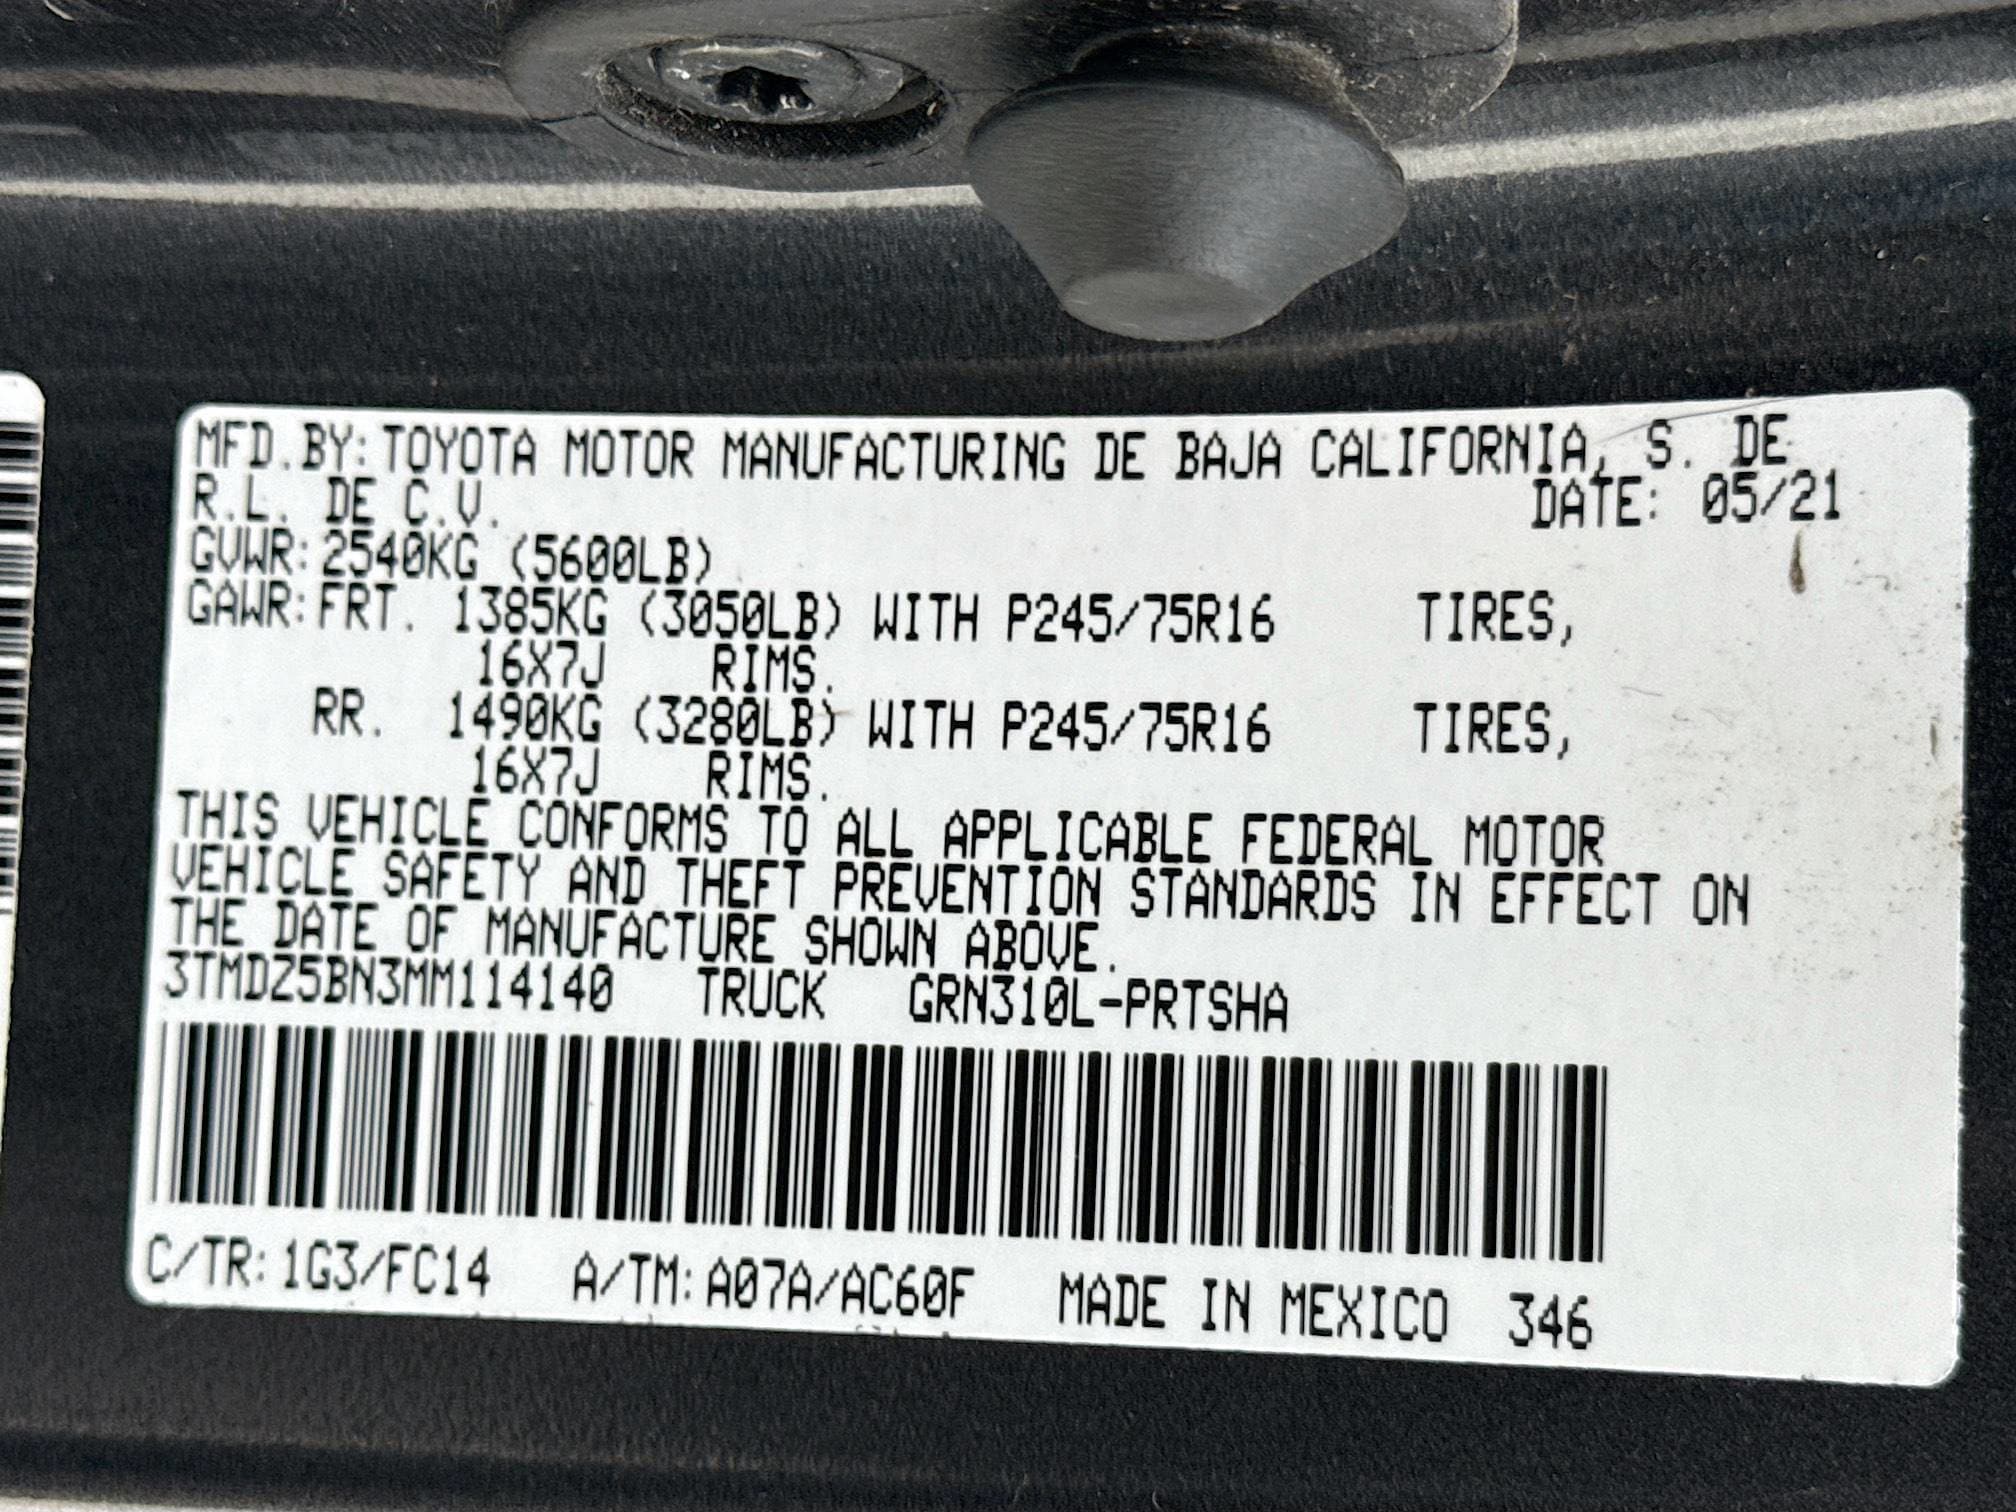 MFD.BY:TOYOTA MOTOR MANUFACTURING DE BAJA CALIFORNIA, S. DE
R.L. DE C.V. DATE: 05/21
GVWR:2540KG (5600LB)
GAWR:FRT. 1385KG (3050LB) WITH P245/75R16 TIRES,
16X7J RIMS.
RR. 1490KG (3280LB) WITH P245/75R16 TIRES,
16X7J RIMS.
THIS VEHICLE CONFORMS TO ALL APPLICABLE FEDERAL MOTOR
VEHICLE SAFETY AND THEFT PREVENTION STANDARDS IN EFFECT ON
THE DATE OF MANUFACTURE SHOWN ABOVE.
3TMDZ5BN3MM114140 TRUCK GRN310L-PRTSHA
C/TR:1G3/FC14 A/TM:A07A/AC60F MADE IN MEXICO 346